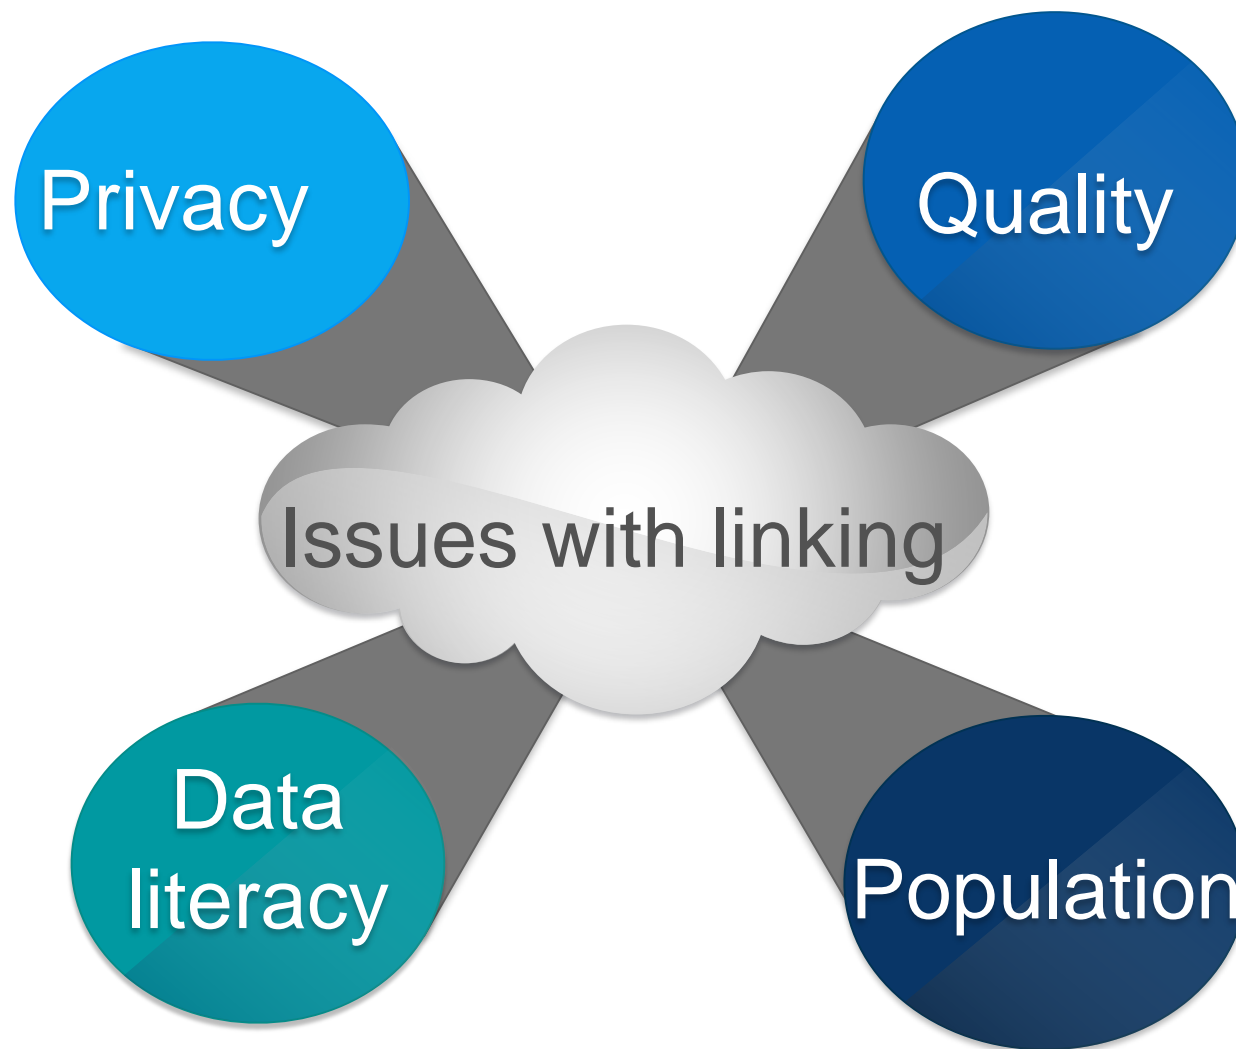 Privacy
Quality
Issues with linking
Data
literacy
Population